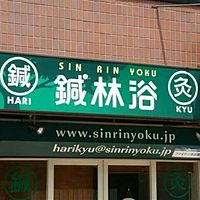 SIN RIN YOKU
鍼 鍼林浴 灸
HARI KYU
www.sinrinyoku.jp
harikyu@sinrinyoku.jp